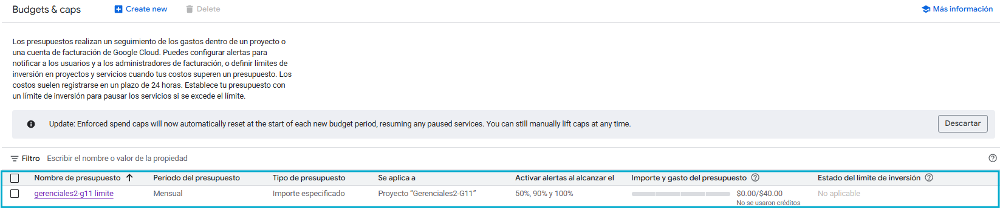 Budgets & caps
Create new
Delete
Más información
Los presupuestos realizan un seguimiento de los gastos dentro de un proyecto o
una cuenta de facturación de Google Cloud. Puedes configurar alertas para
notificar a los usuarios y a los administradores de facturación, o definir límites de
inversión en proyectos y servicios cuando tus costos superen un presupuesto. Los
costos suelen registrarse en un plazo de 24 horas. Establece tu presupuesto con
un límite de inversión para pausar los servicios si se excede el límite.
Update: Enforced spend caps will now automatically reset at the start of each new budget period, resuming any paused services. You can still manually lift caps at any time.
Descartar
Filtro Escribir el nombre o valor de la propiedad
Nombre de presupuesto Período del presupuesto Tipo de presupuesto Se aplica a Activar alertas al alcanzar el Importe y gasto del presupuesto Estado del límite de inversión
gerenciales2-g11 limite Mensual Importe especificado Proyecto “Gerenciales2-G11” 50%, 90% y 100% $0.00/$40.00 No aplicable
No se usaron créditos